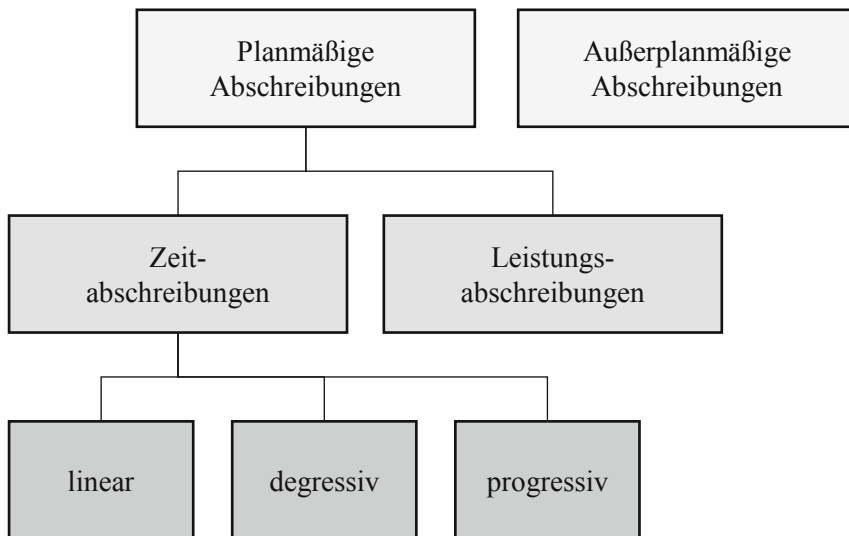 Planmäßige
Abschreibungen
Außerplanmäßige
Abschreibungen
Zeit-
abschreibungen
Leistungs-
abschreibungen
linear
degressiv
progressiv